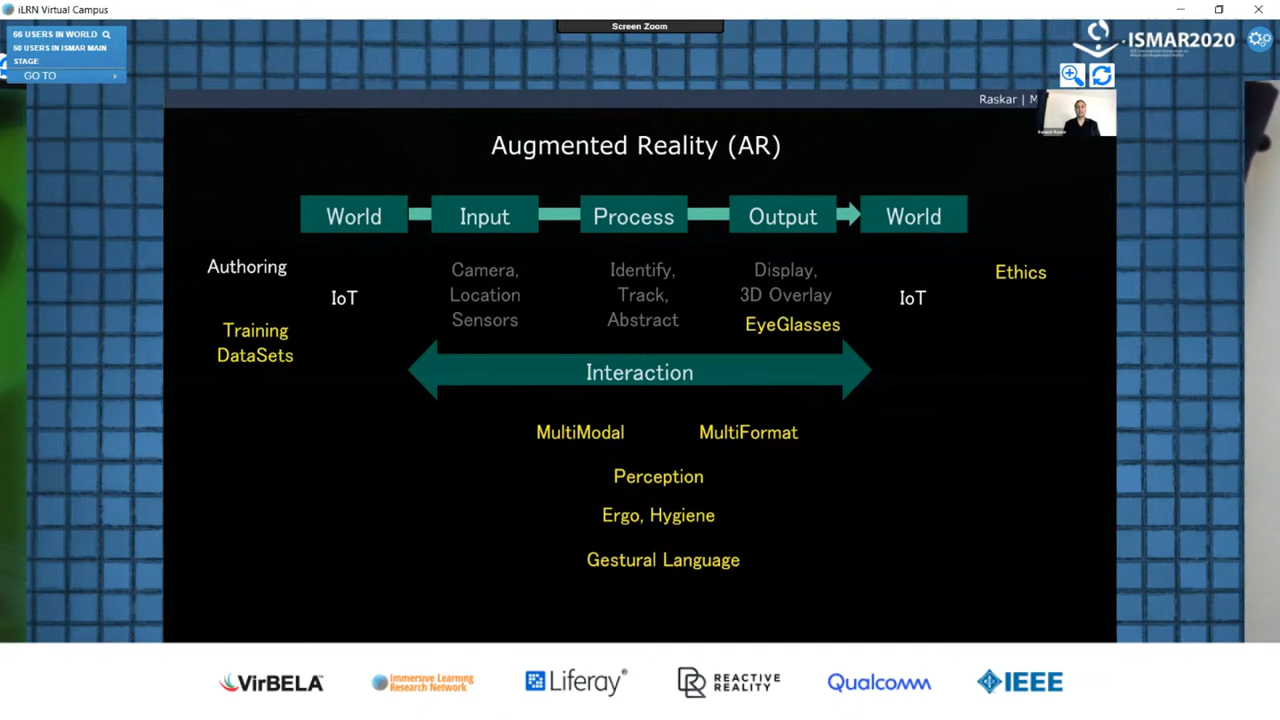 iLRN Virtual Campus
Screen Zoom
66 USERS IN WORLD
50 USERS IN ISMAR MAIN
STAGE
GO TO
ISMAR2020
Raskar | M
Augmented Reality (AR)
World
Input
Process
Output
World
Authoring
IoT
Training
DataSets
Camera,
Location
Sensors
Identify,
Track,
Abstract
Display,
3D Overlay
EyeGlasses
IoT
Ethics
Interaction
MultiModal
MultiFormat
Perception
Ergo, Hygiene
Gestural Language
VirBELA
Immersive Learning
Research Network
Liferay®
REACTIVE
REALITY
Qualcomm
IEEE